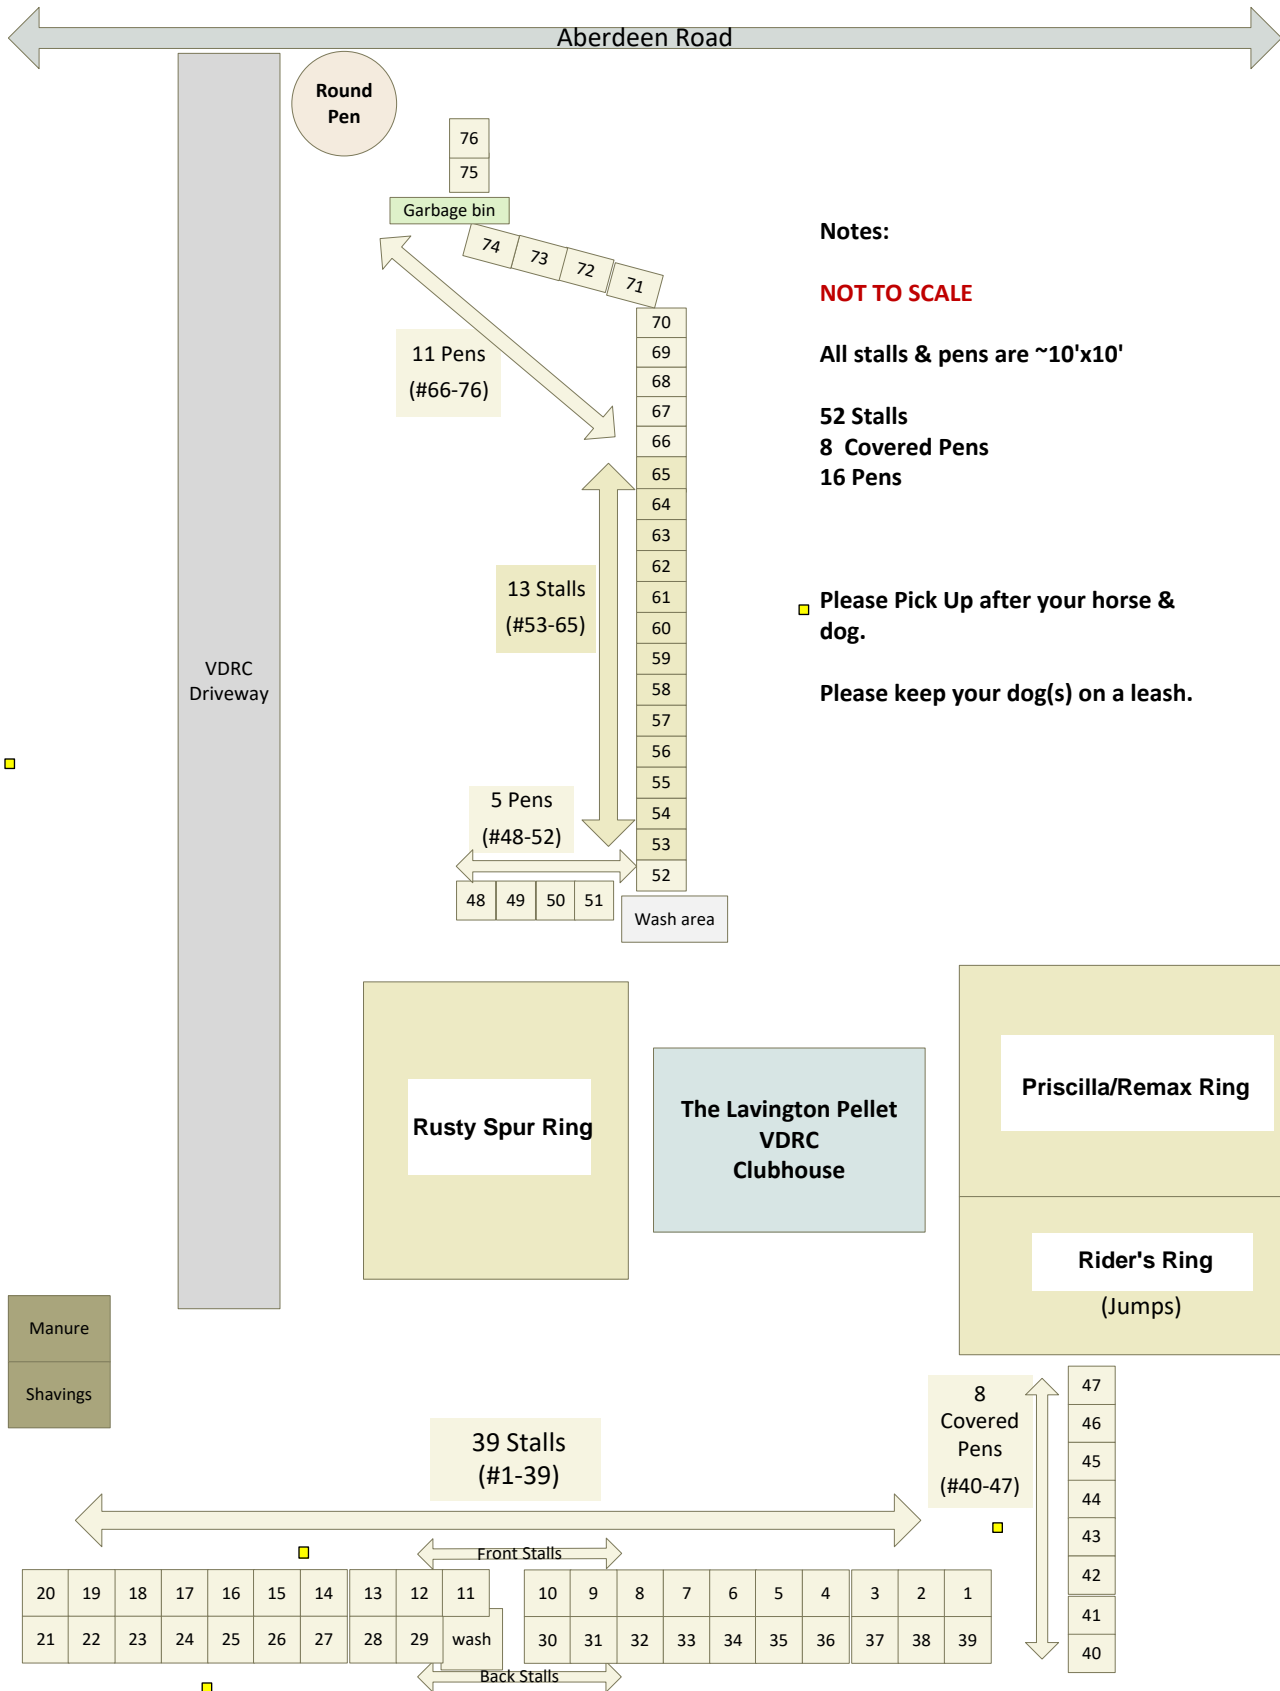 Aberdeen Road
Round
Pen
76
75
Garbage bin
74 73 72 71
Notes:
NOT TO SCALE
All stalls & pens are ~10'x10'
52 Stalls
8 Covered Pens
16 Pens
Please Pick Up after your horse &
dog.
Please keep your dog(s) on a leash.
11 Pens
(#66-76)
70
69
68
67
66
65
64
63
62
61
60
59
58
57
56
55
54
53
52
13 Stalls
(#53-65)
VDRC
Driveway
5 Pens
(#48-52)
48 49 50 51
Wash area
Rusty Spur Ring
The Lavington Pellet
VDRC
Clubhouse
Priscilla/Remax Ring
Rider's Ring
(Jumps)
Manure
Shavings
39 Stalls
(#1-39)
8
Covered
Pens
(#40-47)
47
46
45
44
43
42
41
40
Front Stalls
20 19 18 17 16 15 14 13 12 11 10 9 8 7 6 5 4 3 2 1
21 22 23 24 25 26 27 28 29 wash 30 31 32 33 34 35 36 37 38 39
Back Stalls